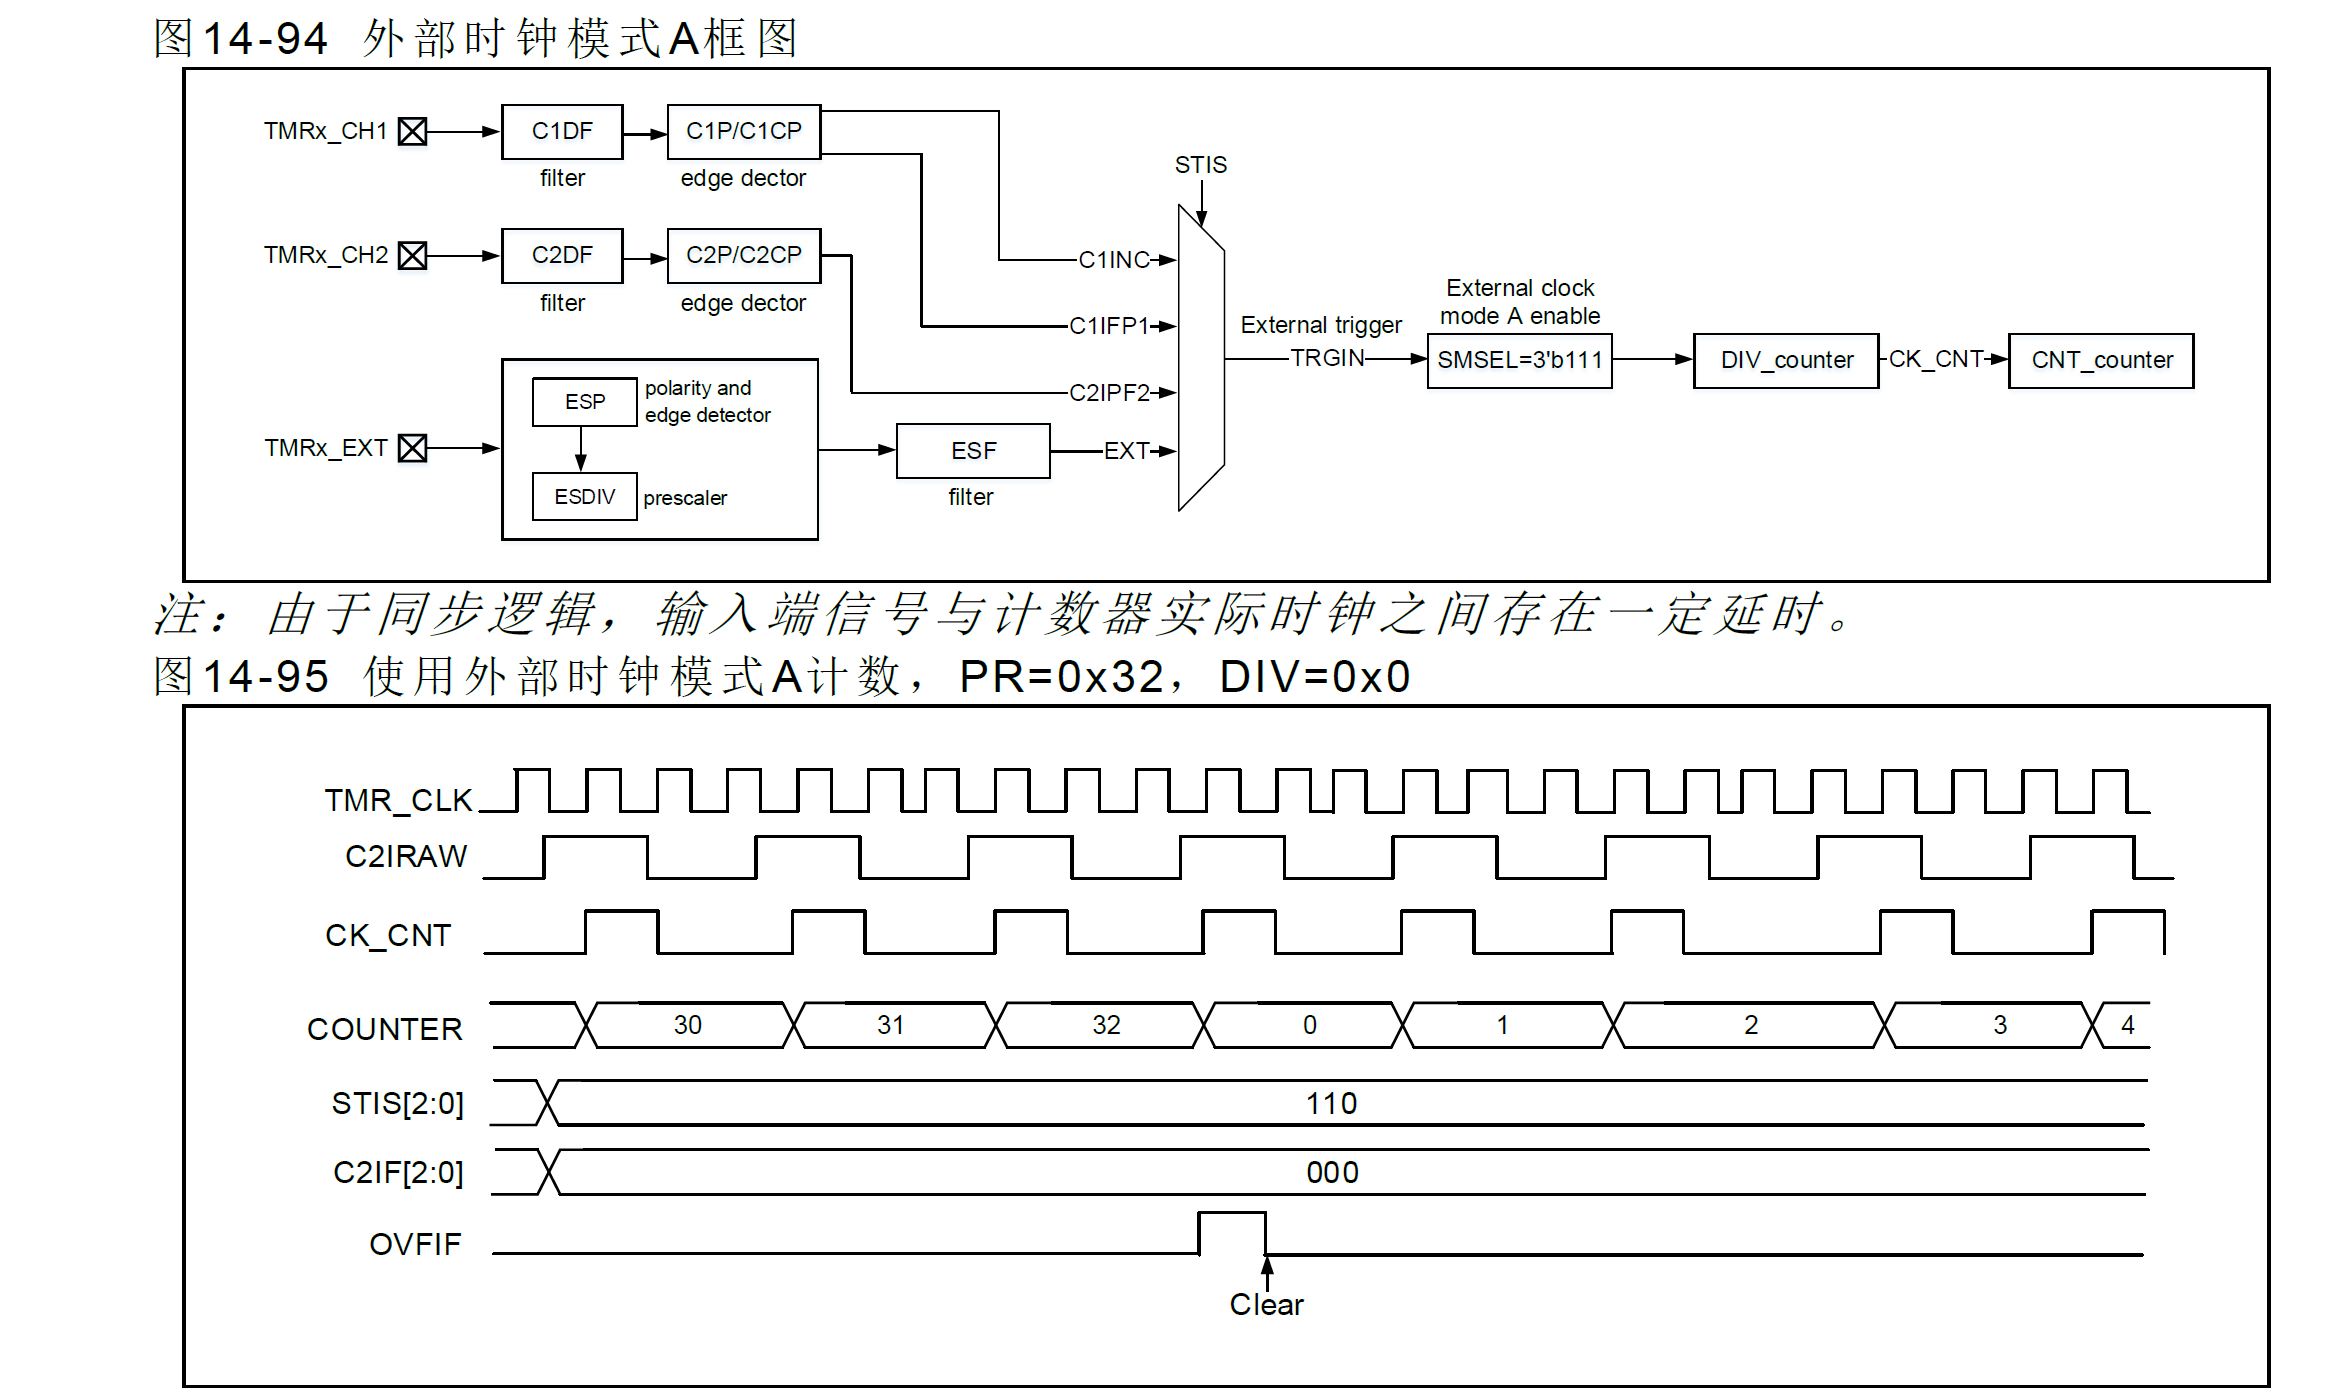 图14-94 外部时钟模式A框图
TMRx_CH1
C1DF
filter
C1P/C1CP
edge dector
TMRx_CH2
C2DF
filter
C2P/C2CP
edge dector
TMRx_EXT
ESP
polarity and
edge detector
ESDIV
prescaler
ESF
filter
STIS
C1INC
C1IFP1
C2IPF2
EXT
External trigger
TRGIN
External clock
mode A enable
SMSEL=3'b111
DIV_counter
CK_CNT
CNT_counter
注：由于同步逻辑，输入端信号与计数器实际时钟之间存在一定延时。
图14-95 使用外部时钟模式A计数，PR=0x32，DIV=0x0
TMR_CLK
C2IRAW
CK_CNT
COUNTER 30 31 32 0 1 2 3 4
STIS[2:0] 110
C2IF[2:0] 000
OVFIF
Clear